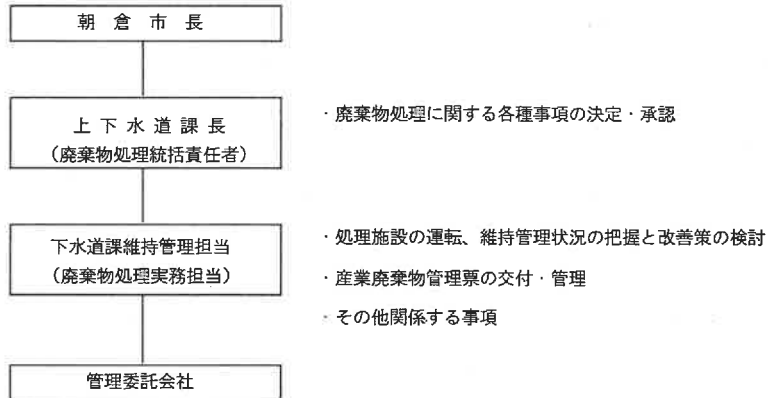 朝倉市長
上下水道課長
(廃棄物処理統括責任者)
・廃棄物処理に関する各種事項の決定・承認
下水道課維持管理担当
(廃棄物処理実務担当)
・処理施設の運転、維持管理状況の把握と改善策の検討
・産業廃棄物管理票の交付・管理
・その他関係する事項
管理委託会社